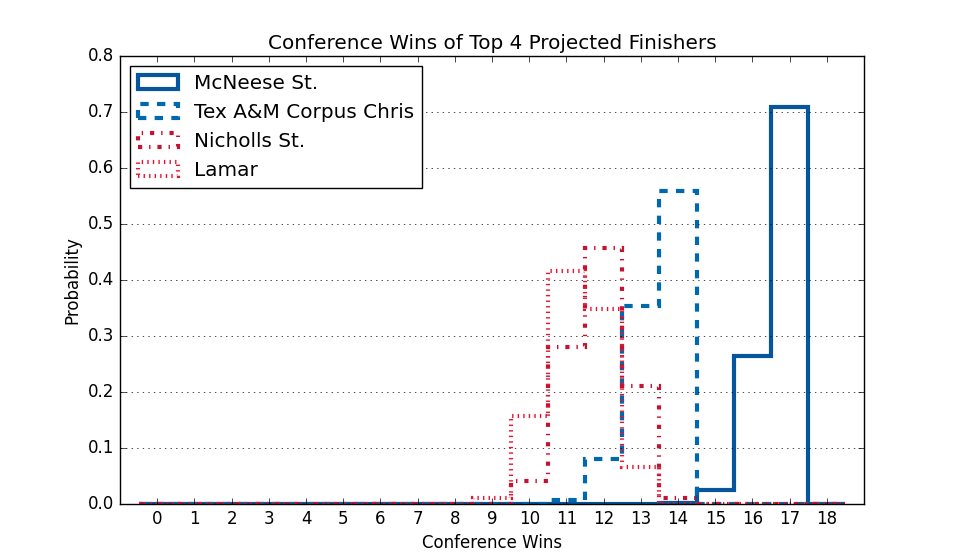 Conference Wins of Top 4 Projected Finishers
0.8
0.7
0.6
0.5
0.4
0.3
0.2
0.1
0.0
Probability
McNeese St.
Tex A&M Corpus Chris
Nicholls St.
Lamar
0 1 2 3 4 5 6 7 8 9 10 11 12 13 14 15 16 17 18
Conference Wins